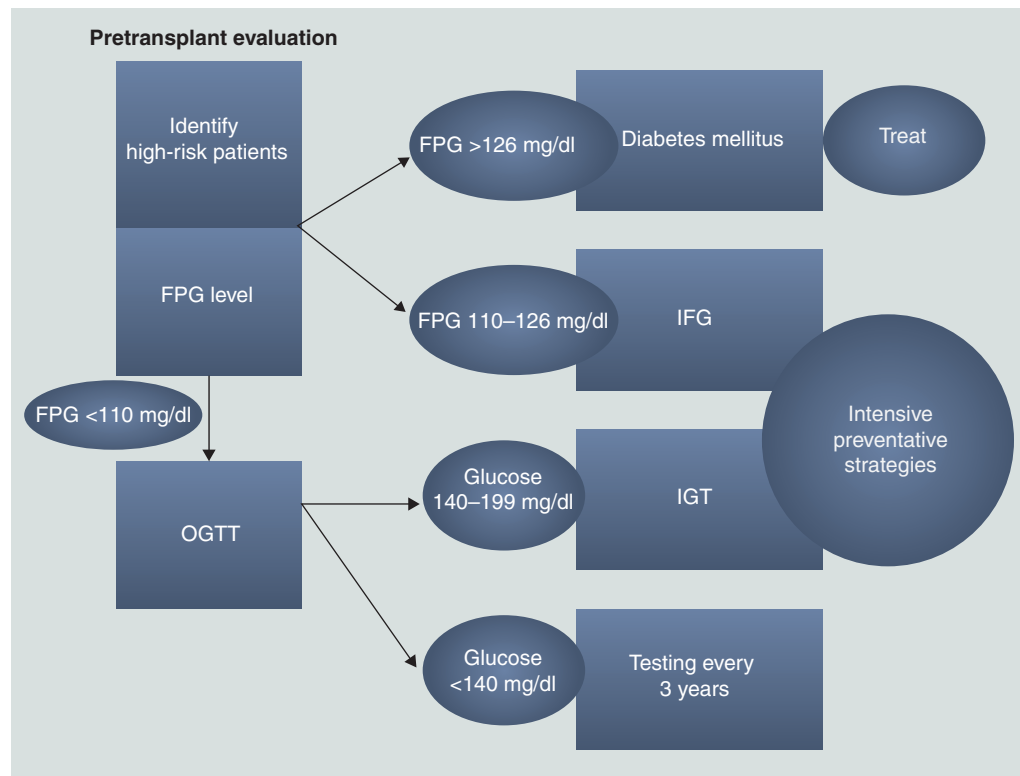 Pretransplant evaluation
Identify
high-risk patients
FPG level
FPG >126 mg/dl
Diabetes mellitus
Treat
FPG 110–126 mg/dl
IFG
FPG <110 mg/dl
Intensive
preventative
strategies
OGTT
Glucose
140–199 mg/dl
IGT
Glucose
<140 mg/dl
Testing every
3 years